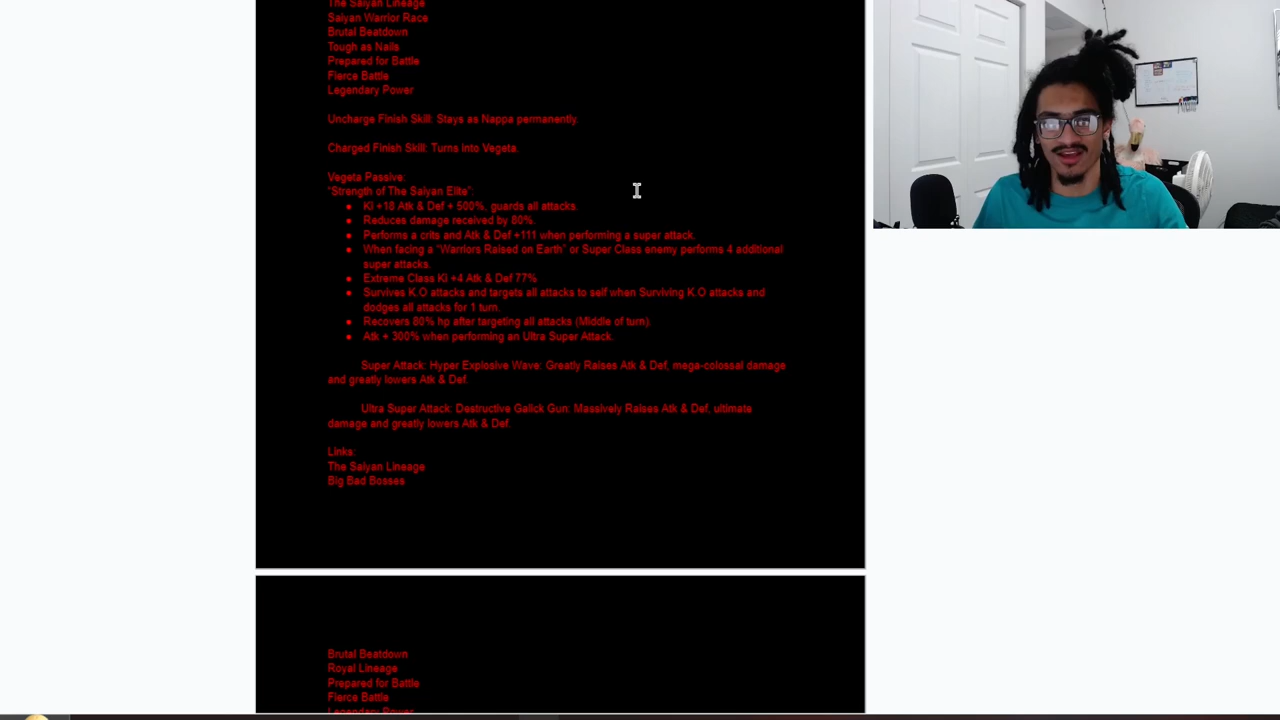 The Saiyan Lineage
Saiyan Warrior Race
Brutal Beatdown
Tough as Nails
Prepared for Battle
Fierce Battle
Legendary Power
Uncharge Finish Skill: Stays as Nappa permanently.
Charged Finish Skill: Turns Into Vegeta.
Vegeta Passive:
"Strength of The Saiyan Elite":
• Ki +18 Atk & Def + 500%, guards all attacks.
• Reduces damage received by 80%.
• Performs a crits and Atk & Def +111 when performing a super attack.
• When facing a "Warriors Raised on Earth" or Super Class enemy performs 4 additional
super attacks.
• Extreme Class Ki +4 Atk & Def 77%
• Survives K.O attacks and targets all attacks to self when Surviving K.O attacks and
dodges all attacks for 1 turn.
• Recovers 80% hp after targeting all attacks (Middle of turn).
• Atk + 300% when performing an Ultra Super Attack.
Super Attack: Hyper Explosive Wave: Greatly Raises Atk & Def, mega-colossal damage
and greatly lowers Atk & Def.
Ultra Super Attack: Destructive Galick Gun: Massively Raises Atk & Def, ultimate
damage and greatly lowers Atk & Def.
Links:
The Saiyan Lineage
Big Bad Bosses
Brutal Beatdown
Royal Lineage
Prepared for Battle
Fierce Battle
Legendary Power